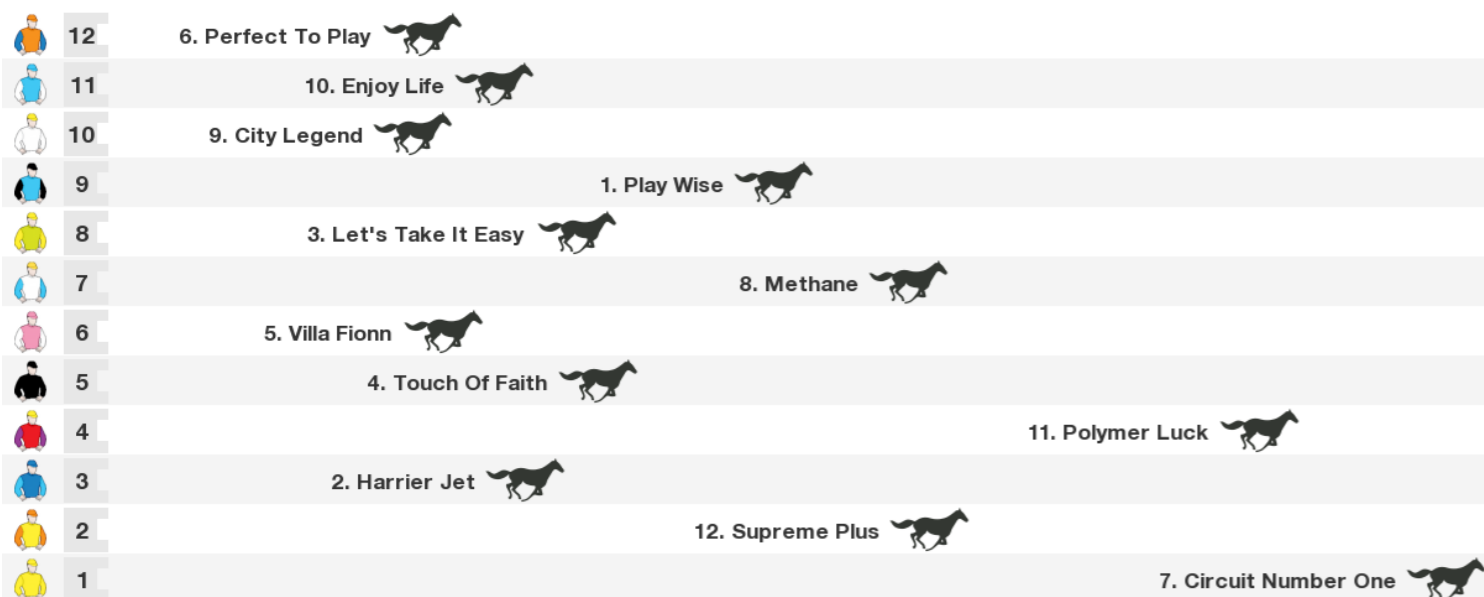 12 6. Perfect To Play
11 10. Enjoy Life
10 9. City Legend
9 1. Play Wise
8 3. Let's Take It Easy
7 8. Methane
6 5. Villa Fionn
5 4. Touch Of Faith
4 11. Polymer Luck
3 2. Harrier Jet
2 12. Supreme Plus
1 7. Circuit Number One